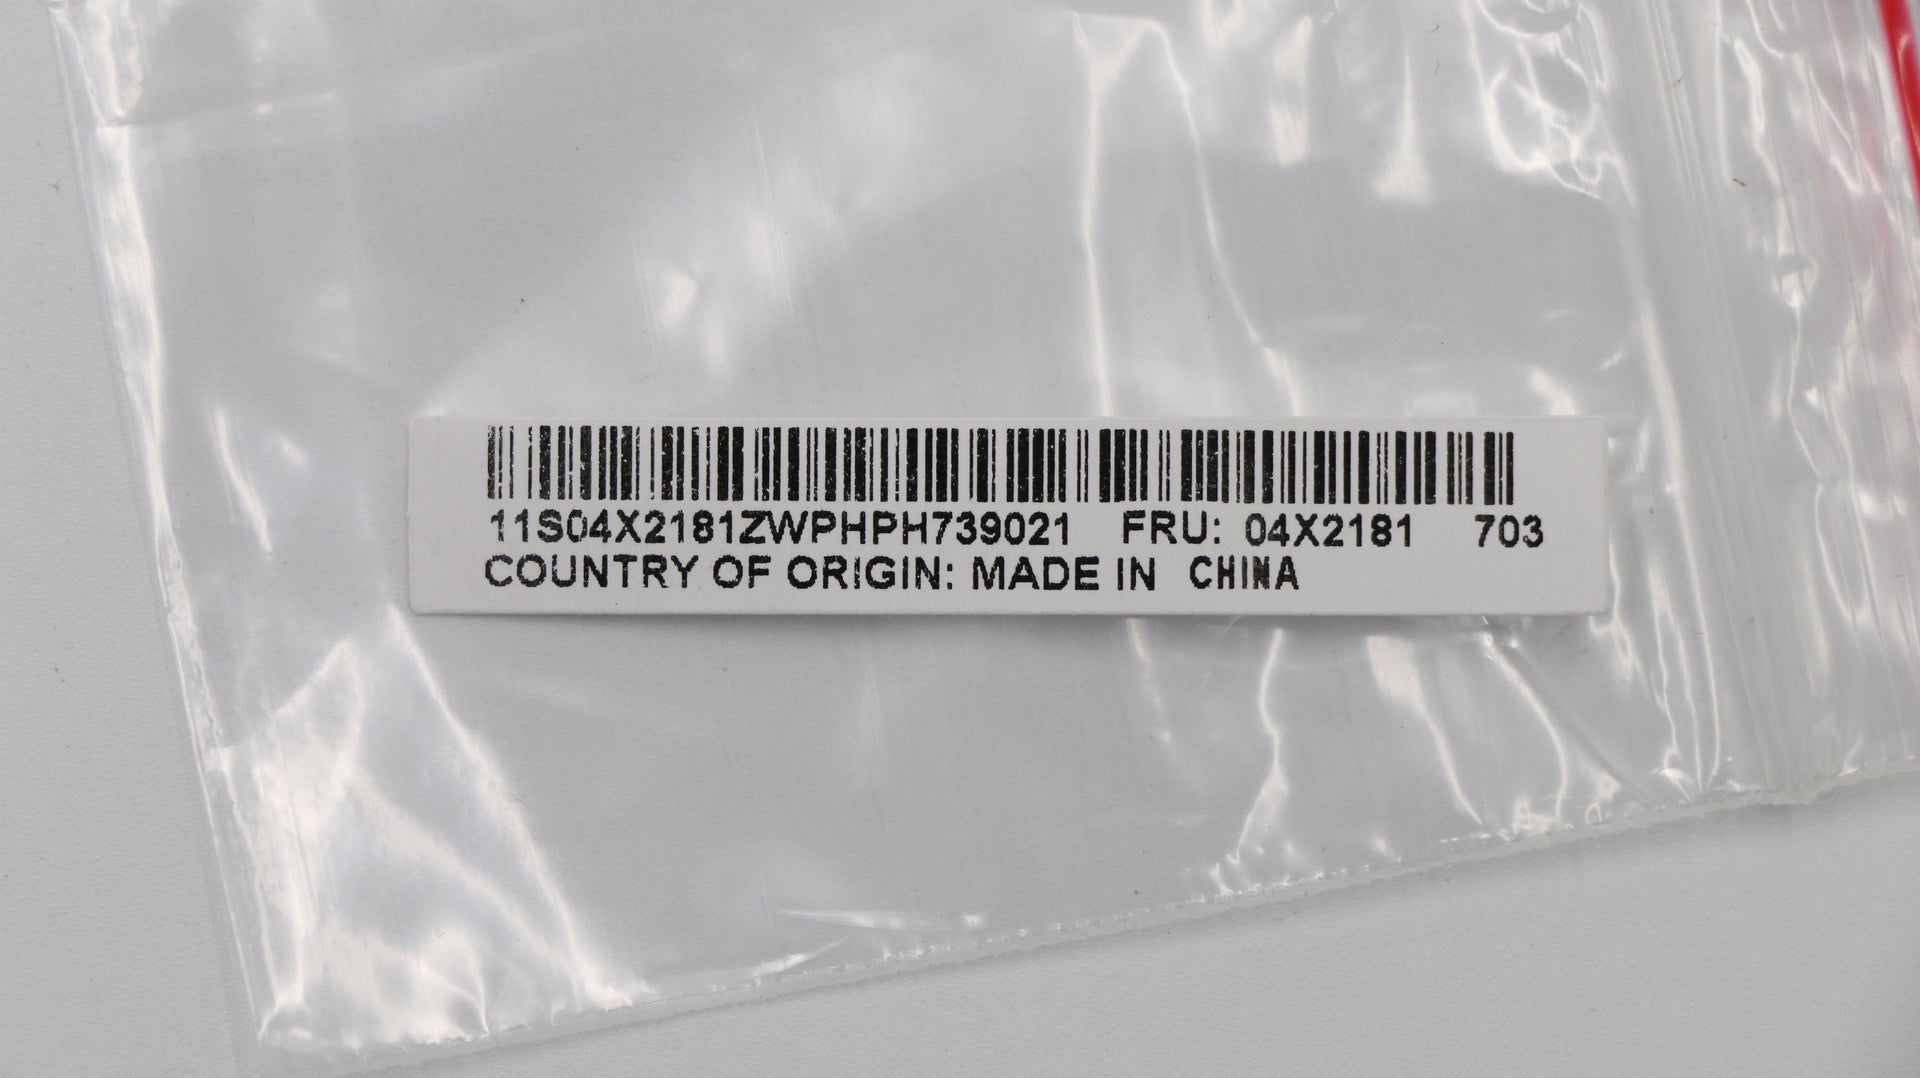 11S04X2181ZWPHPH739021 FRU: 04X2181 703
COUNTRY OF ORIGIN: MADE IN CHINA